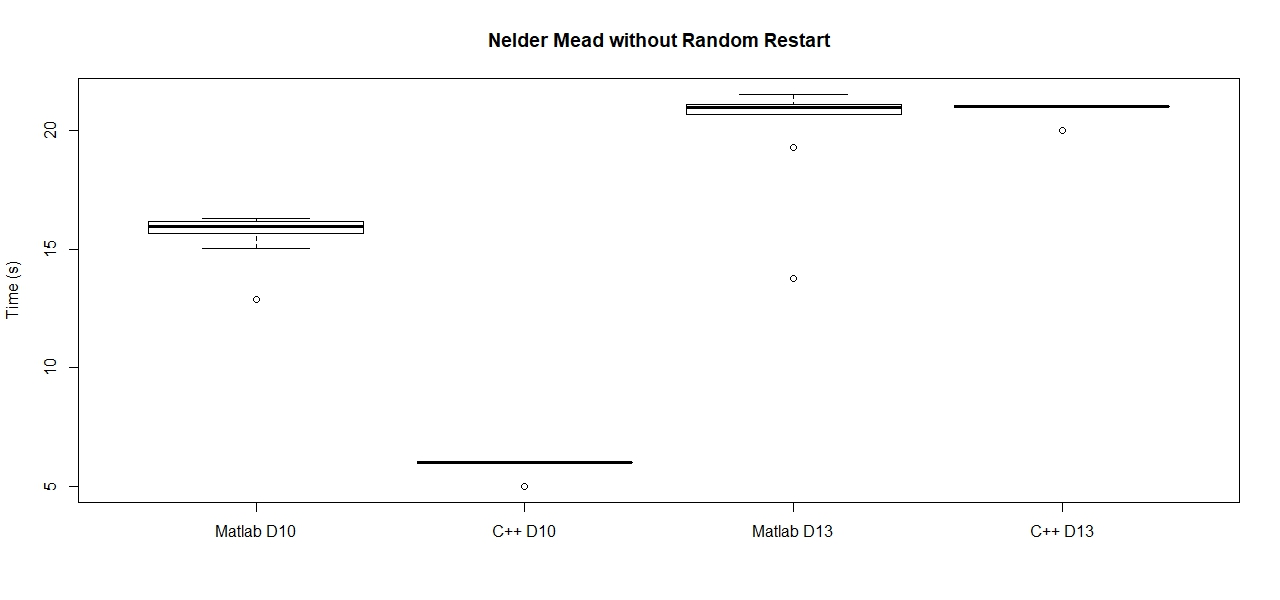 Nelder Mead without Random Restart
Time (s)
20
15
10
5
Matlab D10
C++ D10
Matlab D13
C++ D13